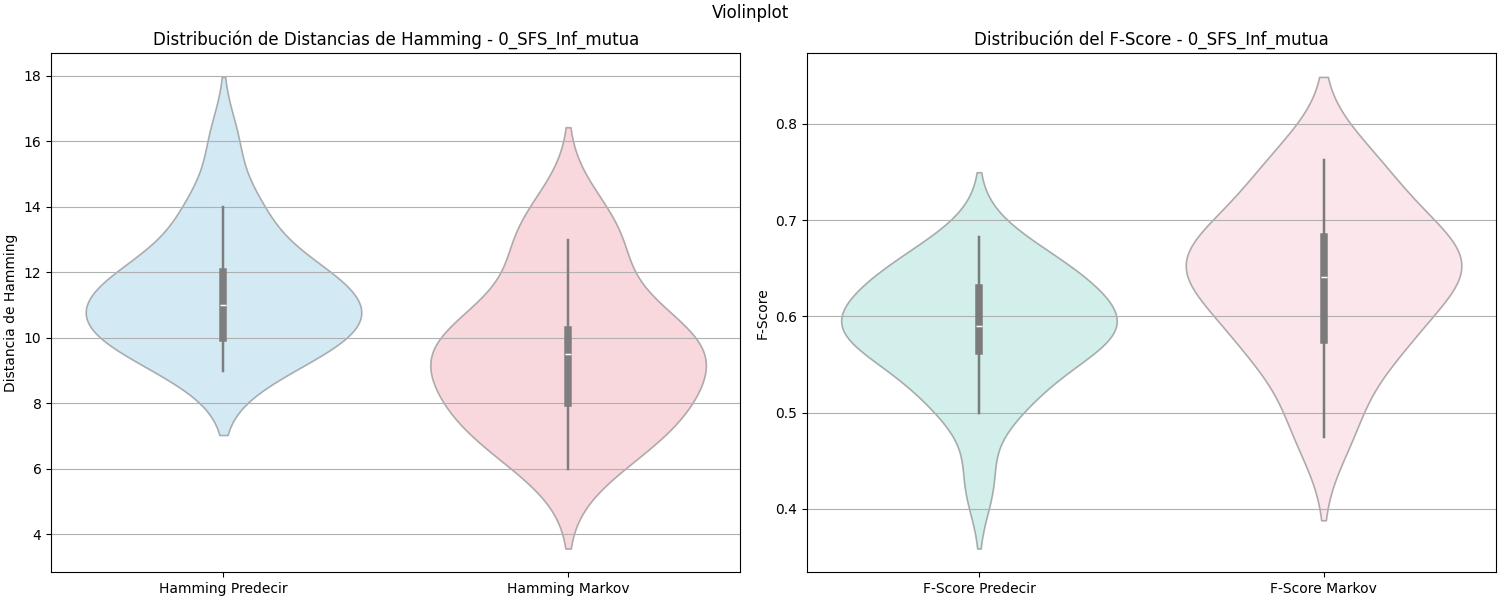 Violinplot
Distribución de Distancias de Hamming - 0_SFS_Inf_mutua
Distancia de Hamming
18
16
14
12
10
8
6
4
Hamming Predecir
Hamming Markov
Distribución del F-Score - 0_SFS_Inf_mutua
F-Score
0.8
0.7
0.6
0.5
0.4
F-Score Predecir
F-Score Markov